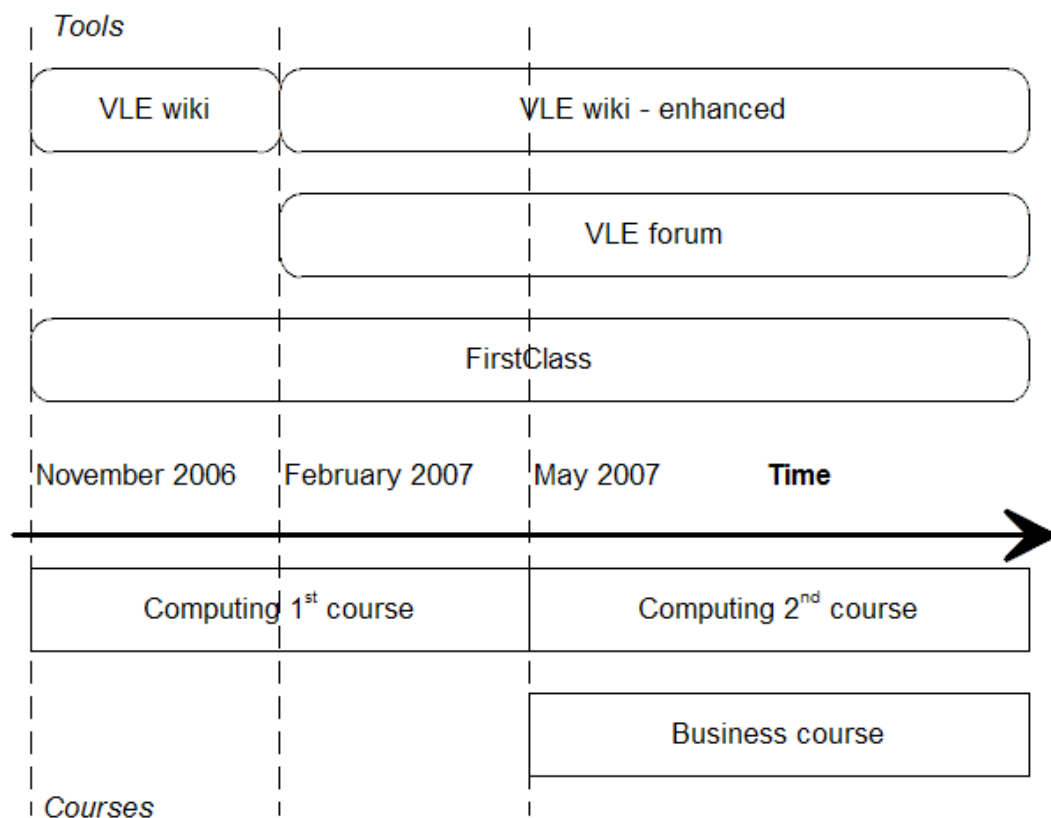 Tools
VLE wiki
VLE wiki - enhanced
VLE forum
FirstClass
November 2006 February 2007 May 2007 Time
Computing 1st course
Computing 2nd course
Business course
Courses